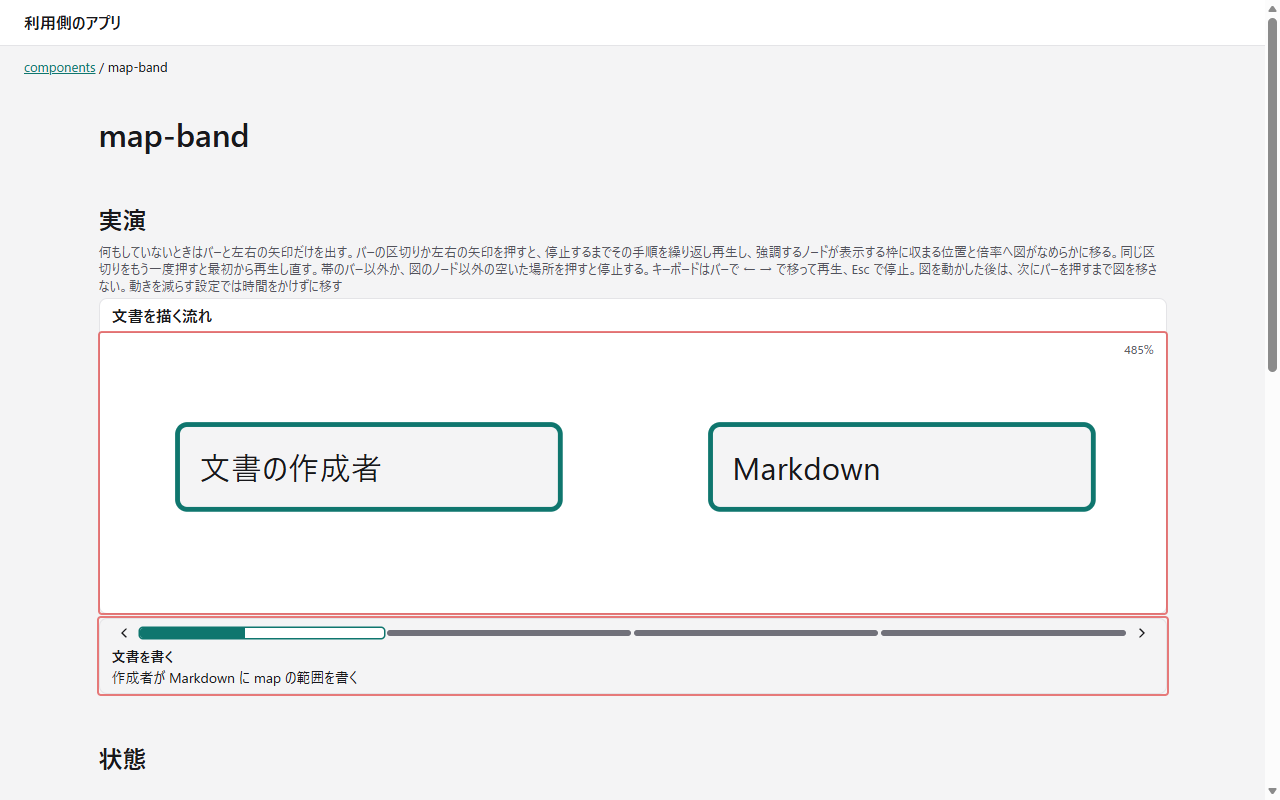 利用側のアプリ
components / map-band
map-band
実演
何もしていないときはバーと左右の矢印だけを出す。バーの区切りか左右の矢印を押すと、停止するまでその手順を繰り返し再生し、強調するノードが表示する枠に収まる位置と倍率へ図がなめらかに移る。同じ区
切りをもう一度押すと最初から再生し直す。帯のバー以外か、図のノード以外の空いた場所を押すと停止する。キーボードはバーで ← → で移って再生、Esc で停止。図を動かした後は、次にバーを押すまで図を移さ
ない。動きを減らす設定では時間をかけずに移す
文書を描く流れ
485%
文書の作成者
Markdown
文書を書く
作成者が Markdown に map の範囲を書く
状態